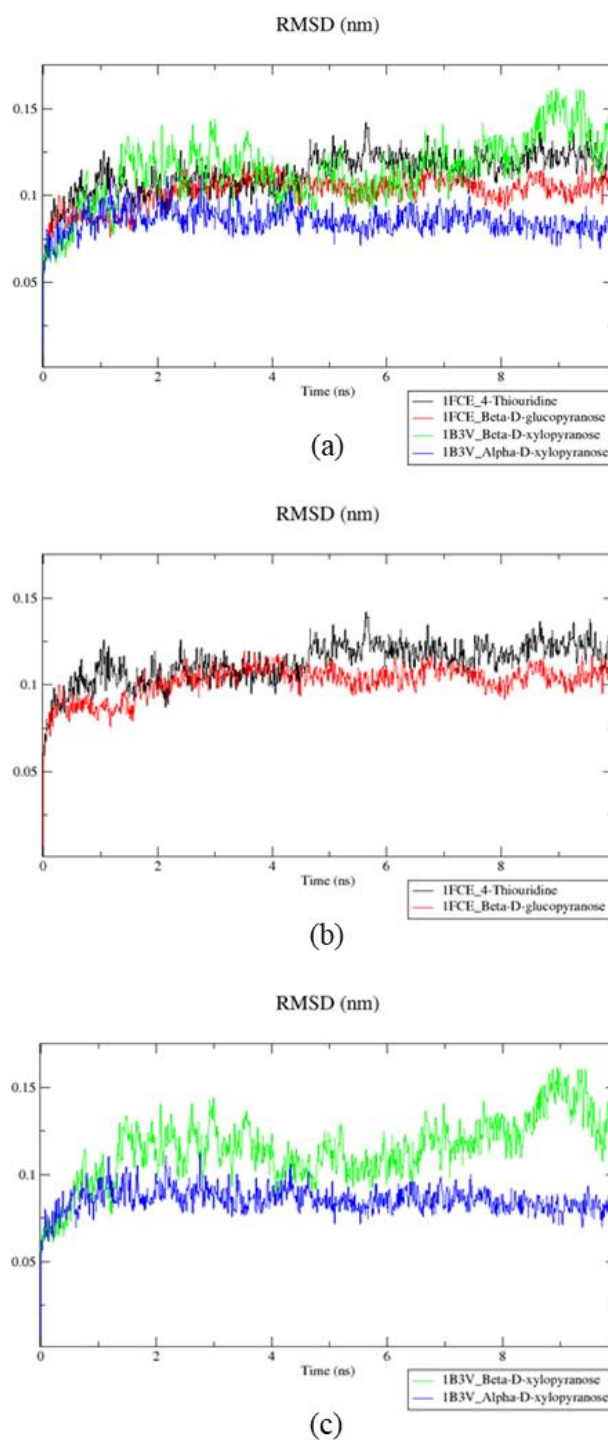 RMSD (nm)
0.15
0.1
0.05
0 2 4 6 8
Time (ns)
1FCE_4-Thiouridine
1FCE_Beta-D-glucopyranose
1B3V_Beta-D-xylopyranose
1B3V_Alpha-D-xylopyranose
(a)
RMSD (nm)
0.15
0.1
0.05
0 2 4 6 8
Time (ns)
1FCE_4-Thiouridine
1FCE_Beta-D-glucopyranose
(b)
RMSD (nm)
0.15
0.1
0.05
0 2 4 6 8
Time (ns)
1B3V_Beta-D-xylopyranose
1B3V_Alpha-D-xylopyranose
(c)